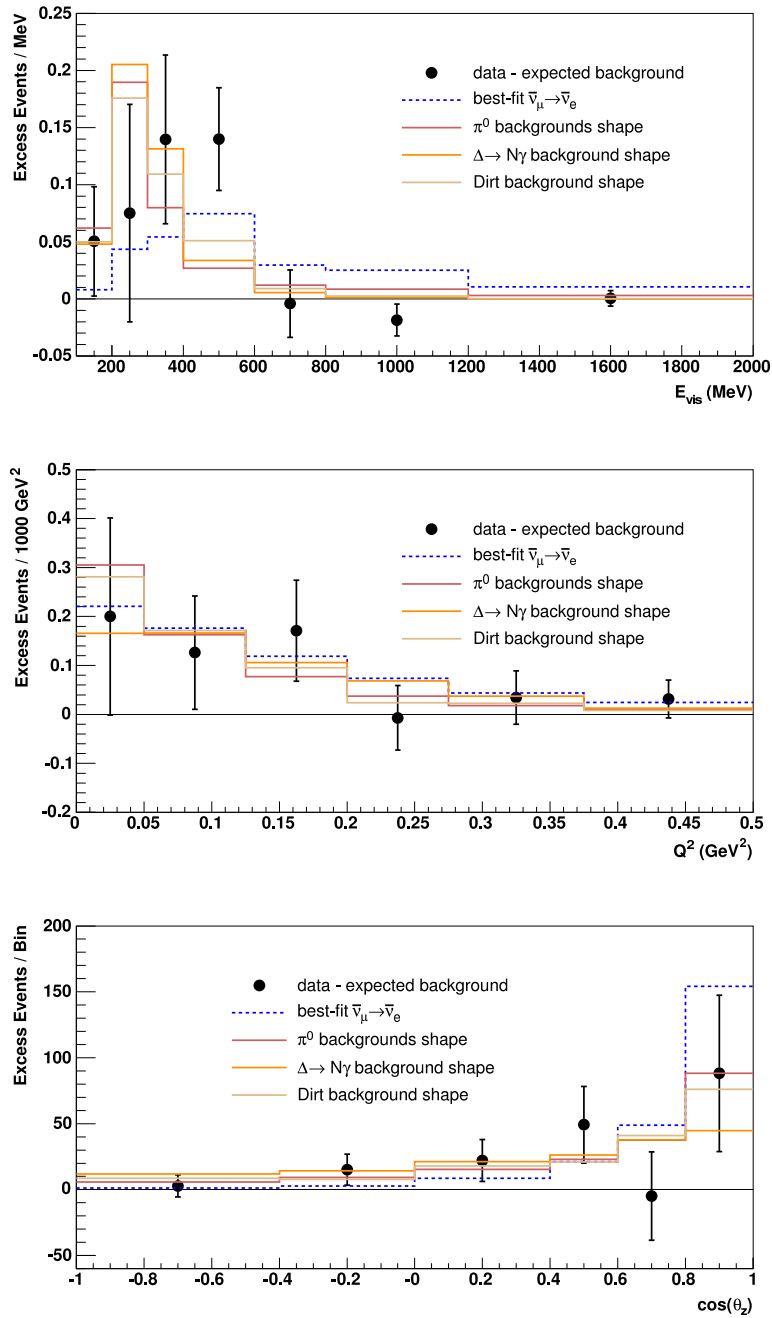 Excess Events / MeV
0.25
0.2
0.15
0.1
0.05
0
-0.05
data - expected background
best-fit ν̅μ→ν̅e
π⁰ backgrounds shape
Δ→ Nγ background shape
Dirt background shape
200 400 600 800 1000 1200 1400 1600 1800 2000
Evis (MeV)
Excess Events / 1000 GeV²
0.5
0.4
0.3
0.2
0.1
0
-0.1
-0.2
data - expected background
best-fit ν̅μ→ν̅e
π⁰ backgrounds shape
Δ→ Nγ background shape
Dirt background shape
0 0.05 0.1 0.15 0.2 0.25 0.3 0.35 0.4 0.45 0.5
Q² (GeV²)
Excess Events / Bin
200
150
100
50
0
-50
data - expected background
best-fit ν̅μ→ν̅e
π⁰ backgrounds shape
Δ→ Nγ background shape
Dirt background shape
-1 -0.8 -0.6 -0.4 -0.2 -0 0.2 0.4 0.6 0.8 1
cos(θz)